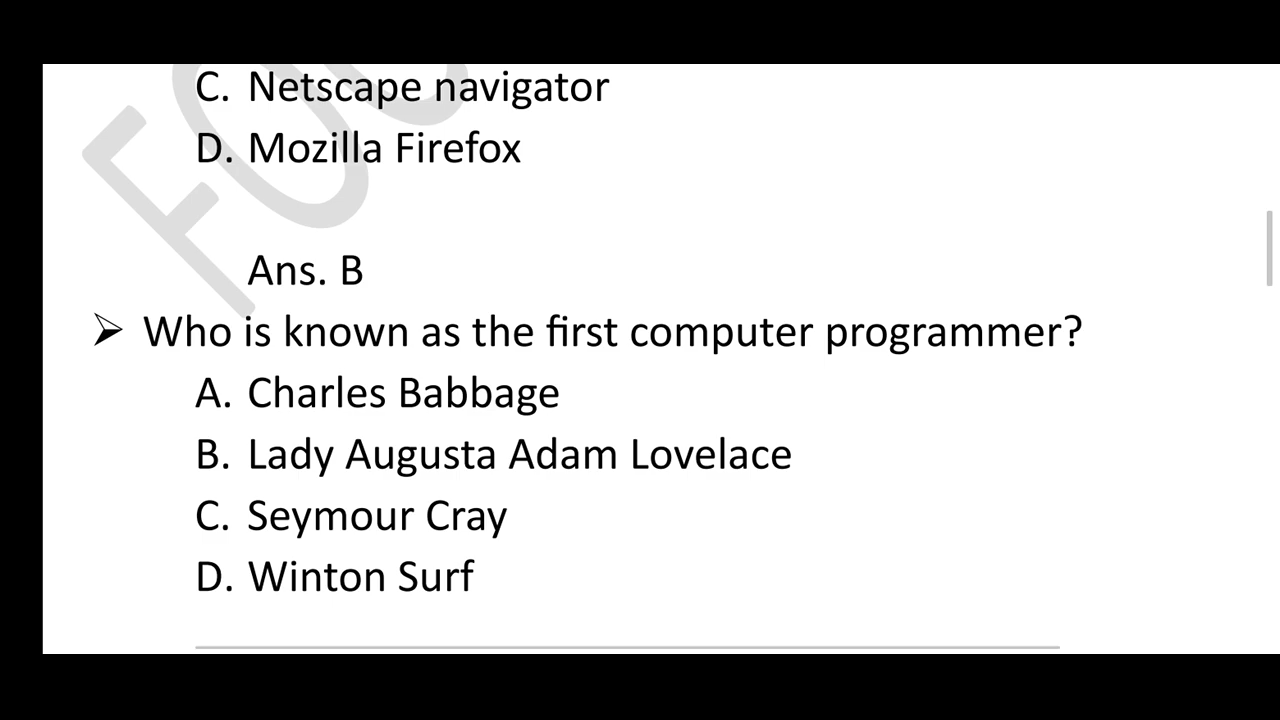 C. Netscape navigator
D. Mozilla Firefox
Ans. B
➢ Who is known as the first computer programmer?
A. Charles Babbage
B. Lady Augusta Adam Lovelace
C. Seymour Cray
D. Winton Surf